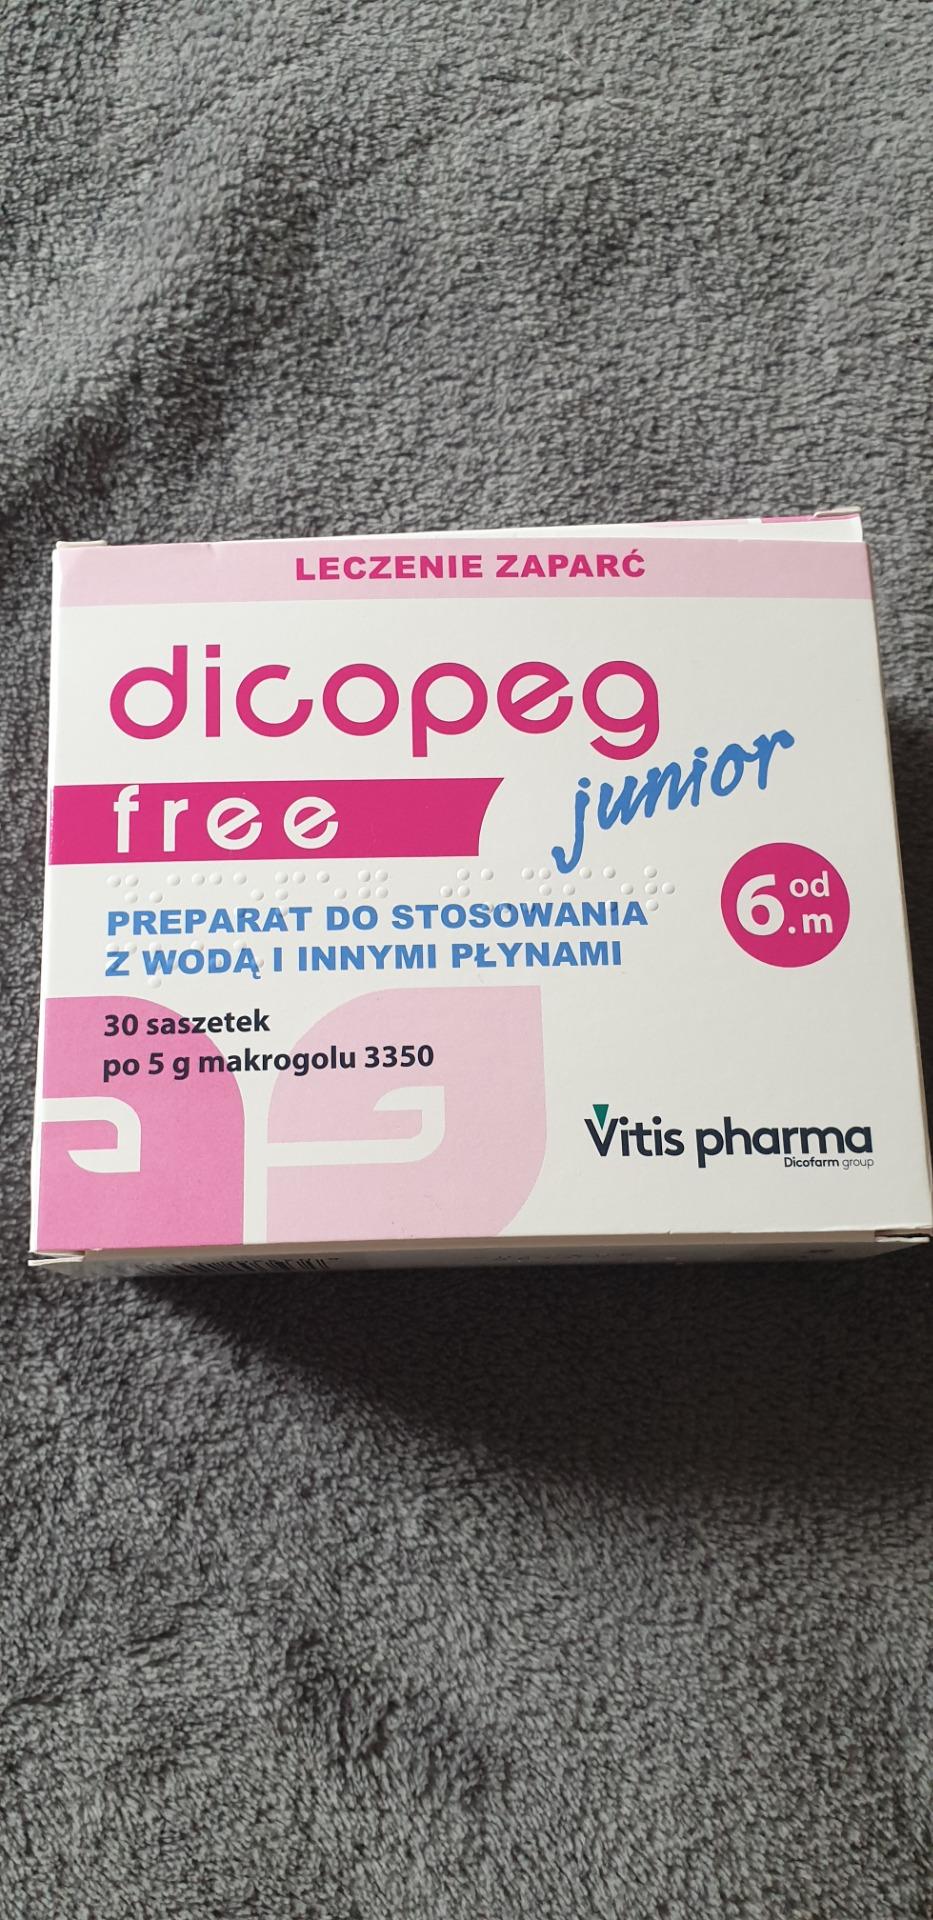 LECZENIE ZAPARĆ
dicopeg
free
junior
6 od
.m
PREPARAT DO STOSOWANIA
Z WODĄ I INNYMI PŁYNAMI
30 saszetek
po 5 g makrogolu 3350
Vitis pharma
Dicofarm group